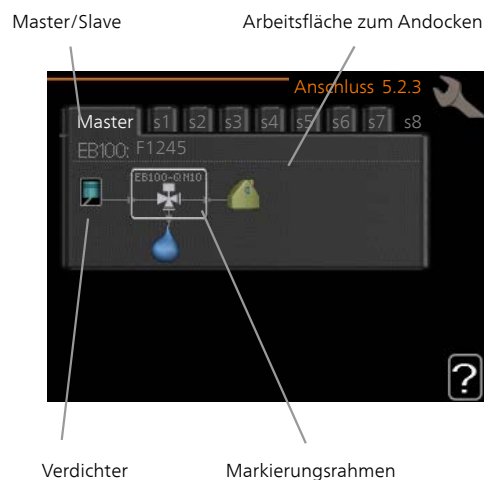 Master/Slave Arbeitsfläche zum Andocken
Anschluss 5.2.3
Master s1 s2 s3 s4 s5 s6 s7 s8
EB100: F1245
EB100-QN10
?
Verdichter Markierungsrahmen